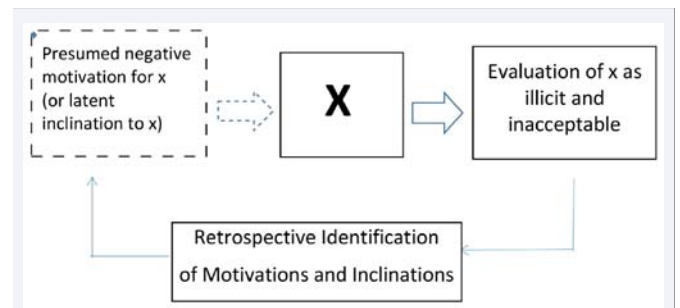 Presumed negative
motivation for x
(or latent
inclination to x)
X
Evaluation of x as
illicit and
inacceptable
Retrospective Identification
of Motivations and Inclinations